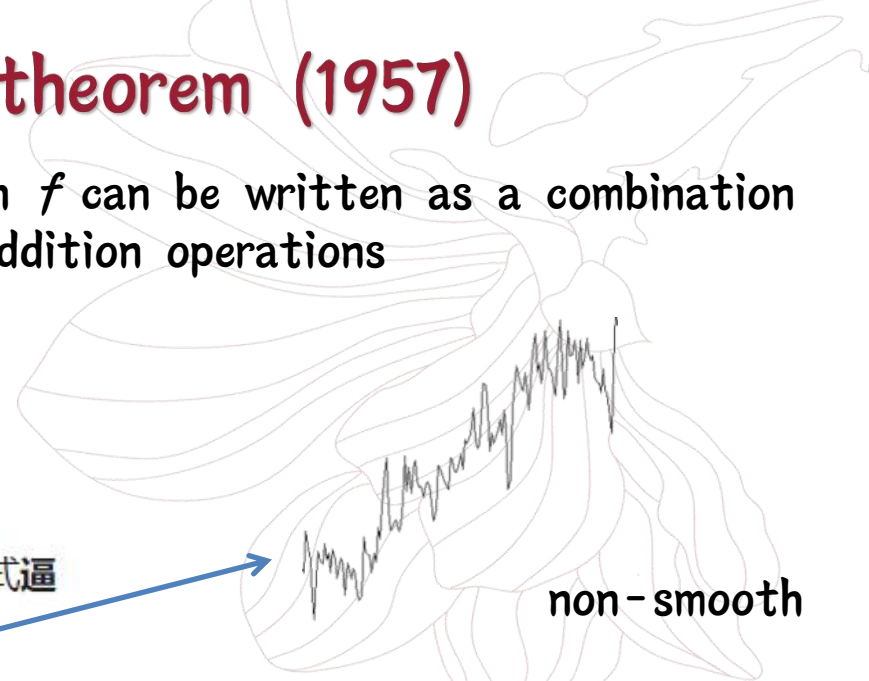 theorem (1957)
n f can be written as a combination
ddition operations
式逼
non-smooth